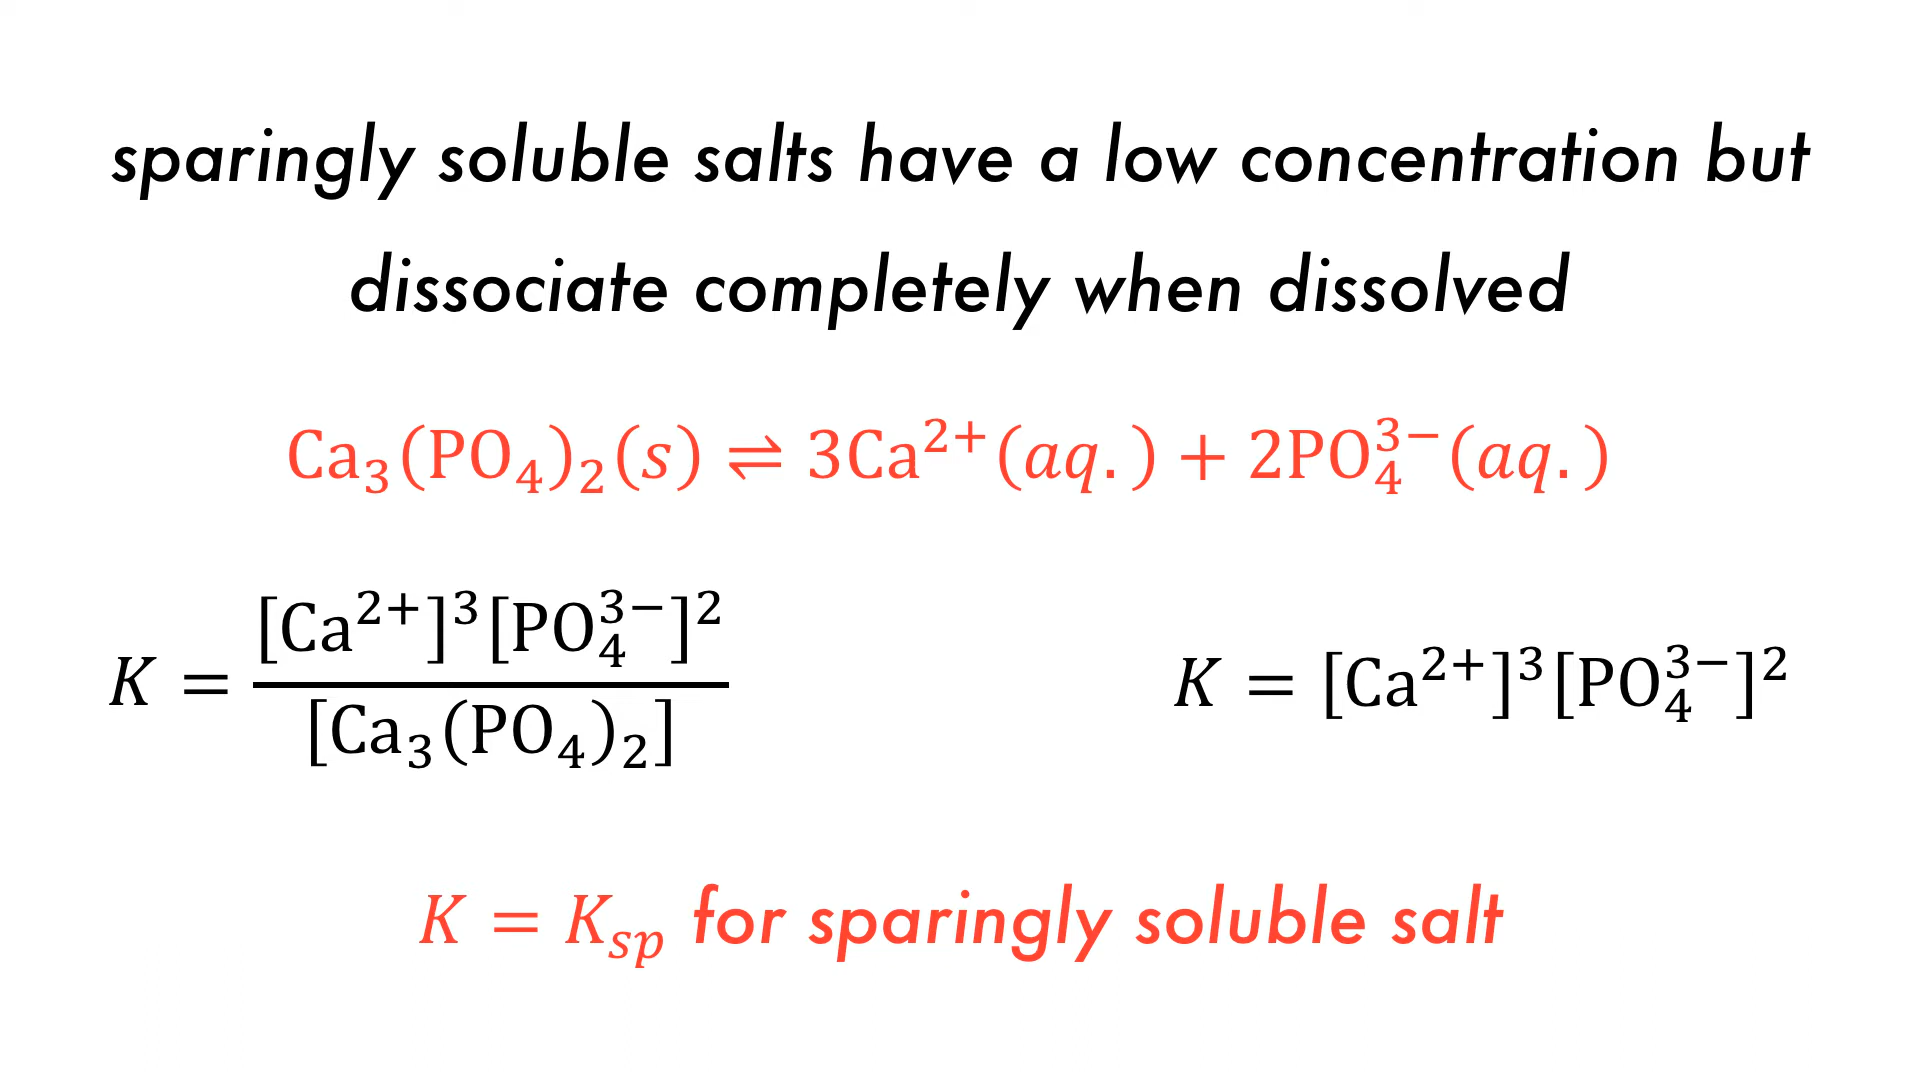 sparingly soluble salts have a low concentration but
dissociate completely when dissolved
Ca₃(PO₄)₂(s) ⇌ 3Ca²⁺(aq.) + 2PO₄³⁻(aq.)
K = [Ca²⁺]³[PO₄³⁻]² / [Ca₃(PO₄)₂]
K = [Ca²⁺]³[PO₄³⁻]²
K = Kₛₚ for sparingly soluble salt